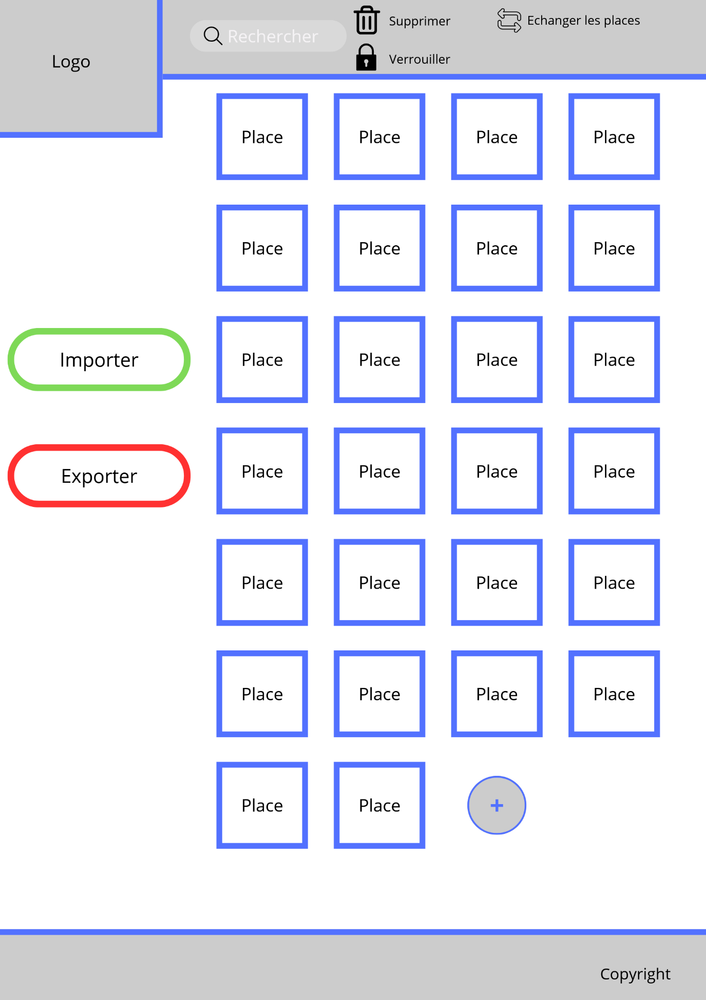 Logo
Rechercher
Supprimer
Echanger les places
Verrouiller
Place Place Place Place
Place Place Place Place
Importer
Place Place Place Place
Exporter
Place Place Place Place
Place Place Place Place
Place Place Place Place
Place Place +
Copyright